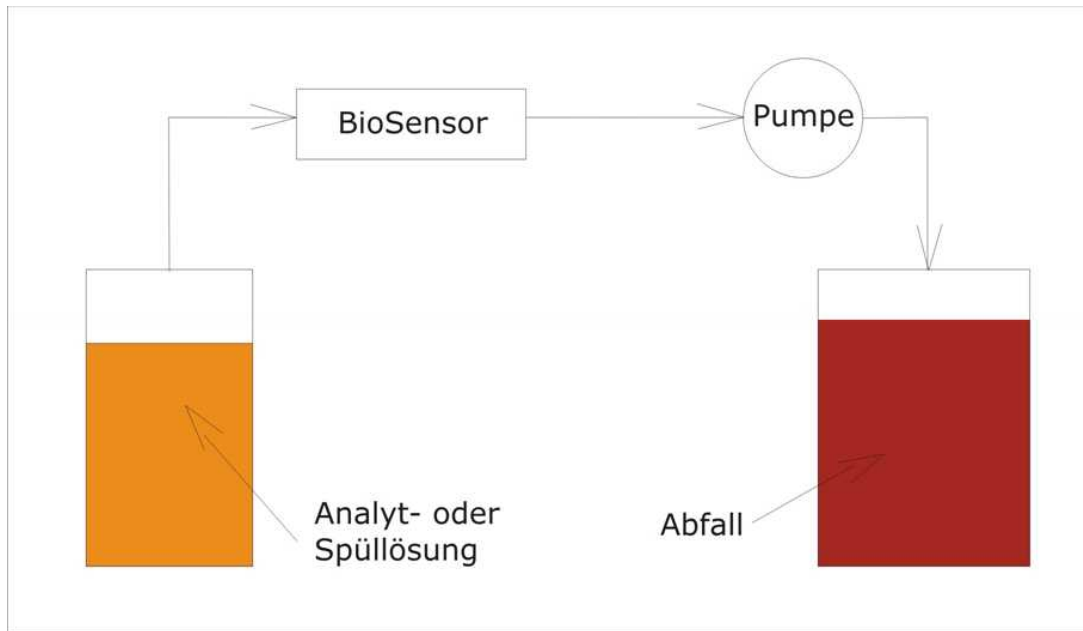 BioSensor
Pumpe
Analyt- oder
Spüllösung
Abfall